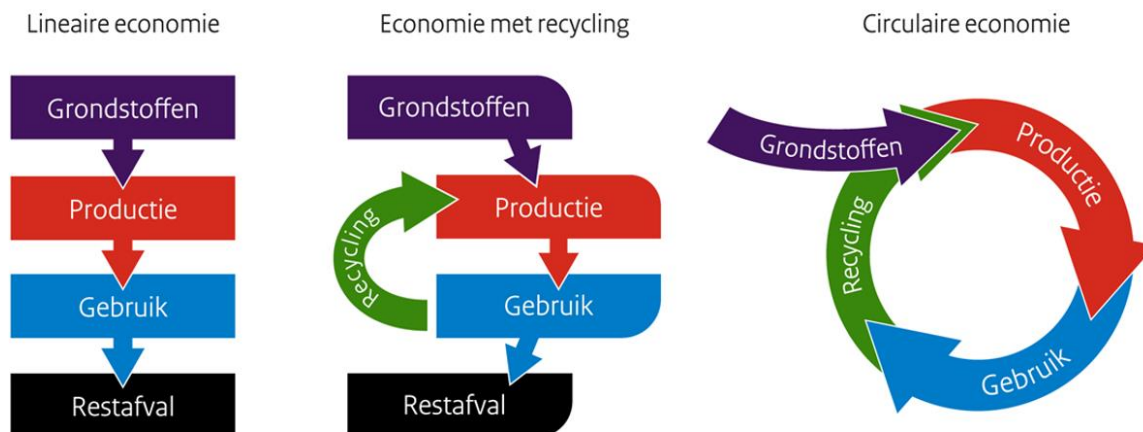 Lineaire economie
Grondstoffen
Productie
Gebruik
Restafval
Economie met recycling
Grondstoffen
Recycling
Productie
Gebruik
Restafval
Circulaire economie
Grondstoffen
Productie
Gebruik
Recycling